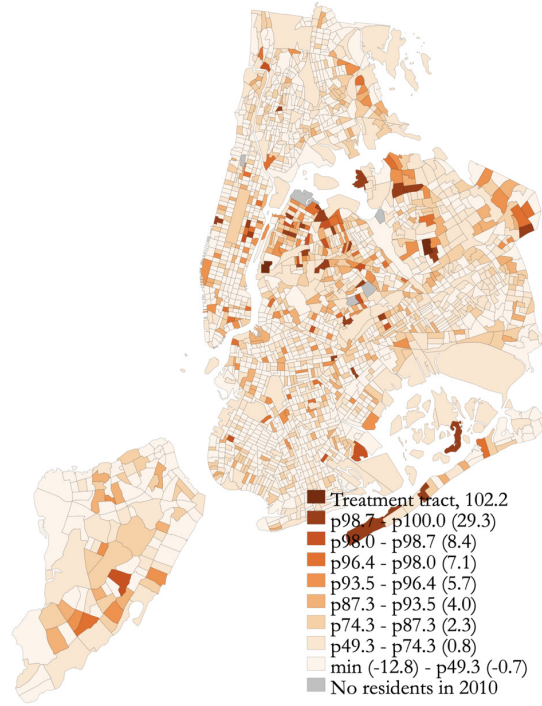 Treatment tract, 102.2
p98.7 - p100.0 (29.3)
p98.0 - p98.7 (8.4)
p96.4 - p98.0 (7.1)
p93.5 - p96.4 (5.7)
p87.3 - p93.5 (4.0)
p74.3 - p87.3 (2.3)
p49.3 - p74.3 (0.8)
min (-12.8) - p49.3 (-0.7)
No residents in 2010